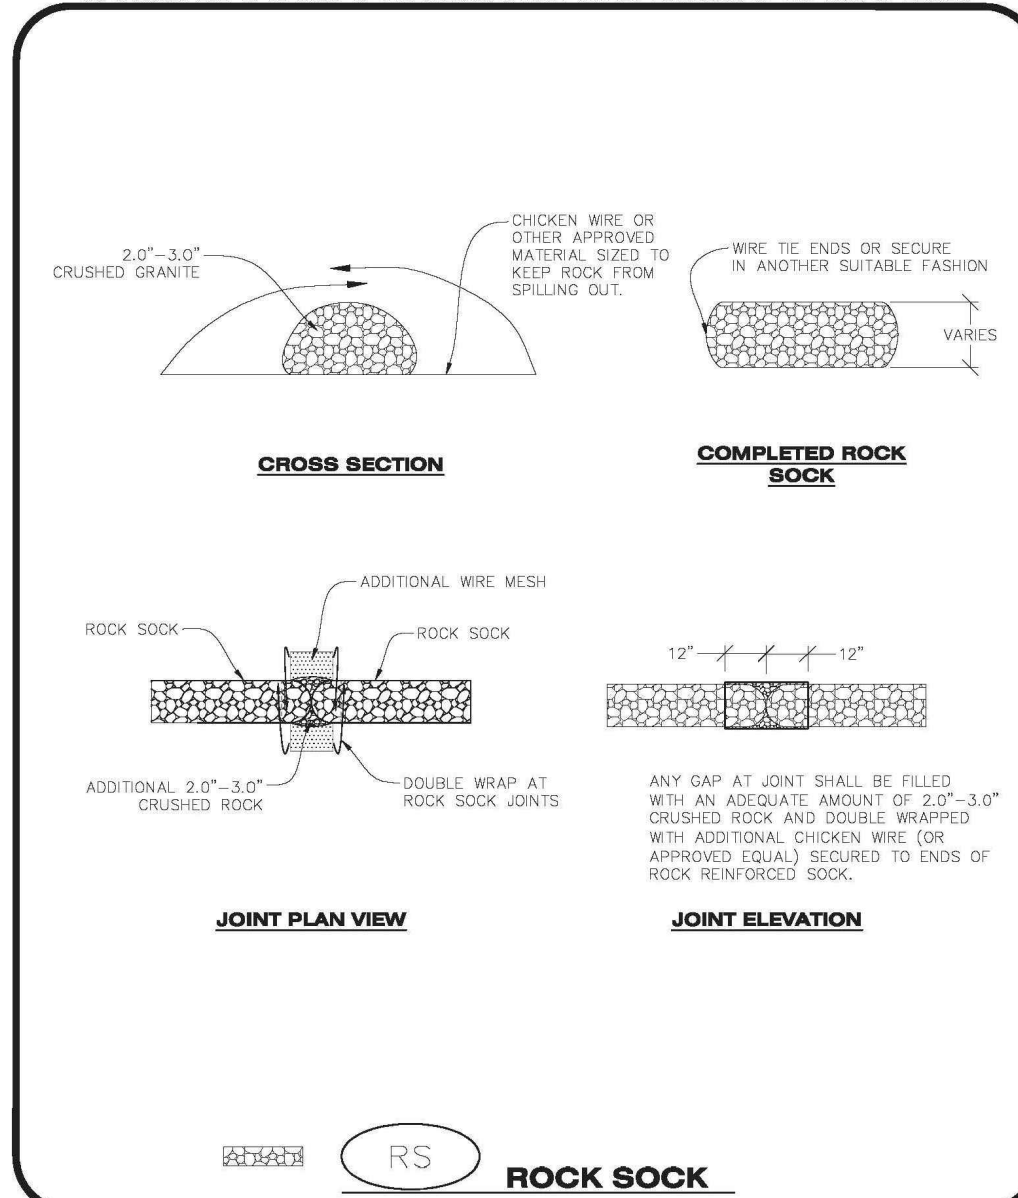 2.0"-3.0"
CRUSHED GRANITE
CHICKEN WIRE OR
OTHER APPROVED
MATERIAL SIZED TO
KEEP ROCK FROM
SPILLING OUT.
CROSS SECTION
WIRE TIE ENDS OR SECURE
IN ANOTHER SUITABLE FASHION
VARIES
COMPLETED ROCK
SOCK
ADDITIONAL WIRE MESH
ROCK SOCK
ROCK SOCK
ADDITIONAL 2.0"-3.0"
CRUSHED ROCK
DOUBLE WRAP AT
ROCK SOCK JOINTS
JOINT PLAN VIEW
12"
12"
ANY GAP AT JOINT SHALL BE FILLED
WITH AN ADEQUATE AMOUNT OF 2.0"-3.0"
CRUSHED ROCK AND DOUBLE WRAPPED
WITH ADDITIONAL CHICKEN WIRE (OR
APPROVED EQUAL) SECURED TO ENDS OF
ROCK REINFORCED SOCK.
JOINT ELEVATION
RS
ROCK SOCK